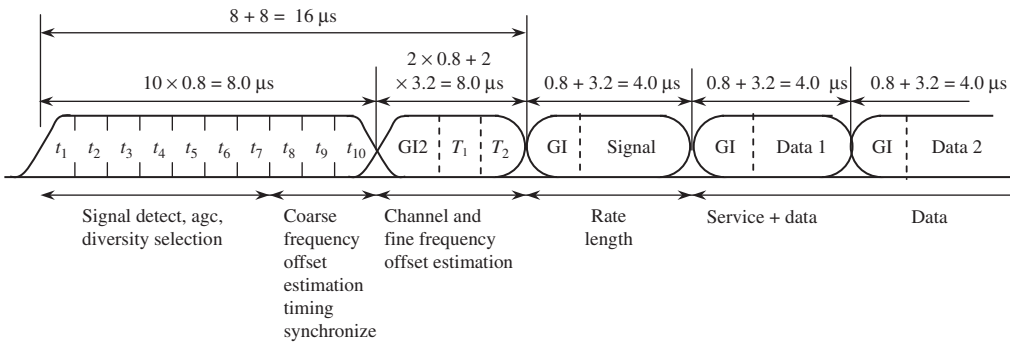 8 + 8 = 16 μs
2 × 0.8 + 2
10 × 0.8 = 8.0 μs
× 3.2 = 8.0 μs
0.8 + 3.2 = 4.0 μs
0.8 + 3.2 = 4.0 μs
0.8 + 3.2 = 4.0 μs
t1 t2 t3 t4 t5 t6 t7 t8 t9 t10 GI2 T1 T2 GI Signal GI Data 1 GI Data 2
Signal detect, agc,
diversity selection
Coarse
frequency
offset
estimation
timing
synchronize
Channel and
fine frequency
offset estimation
Rate
length
Service + data
Data